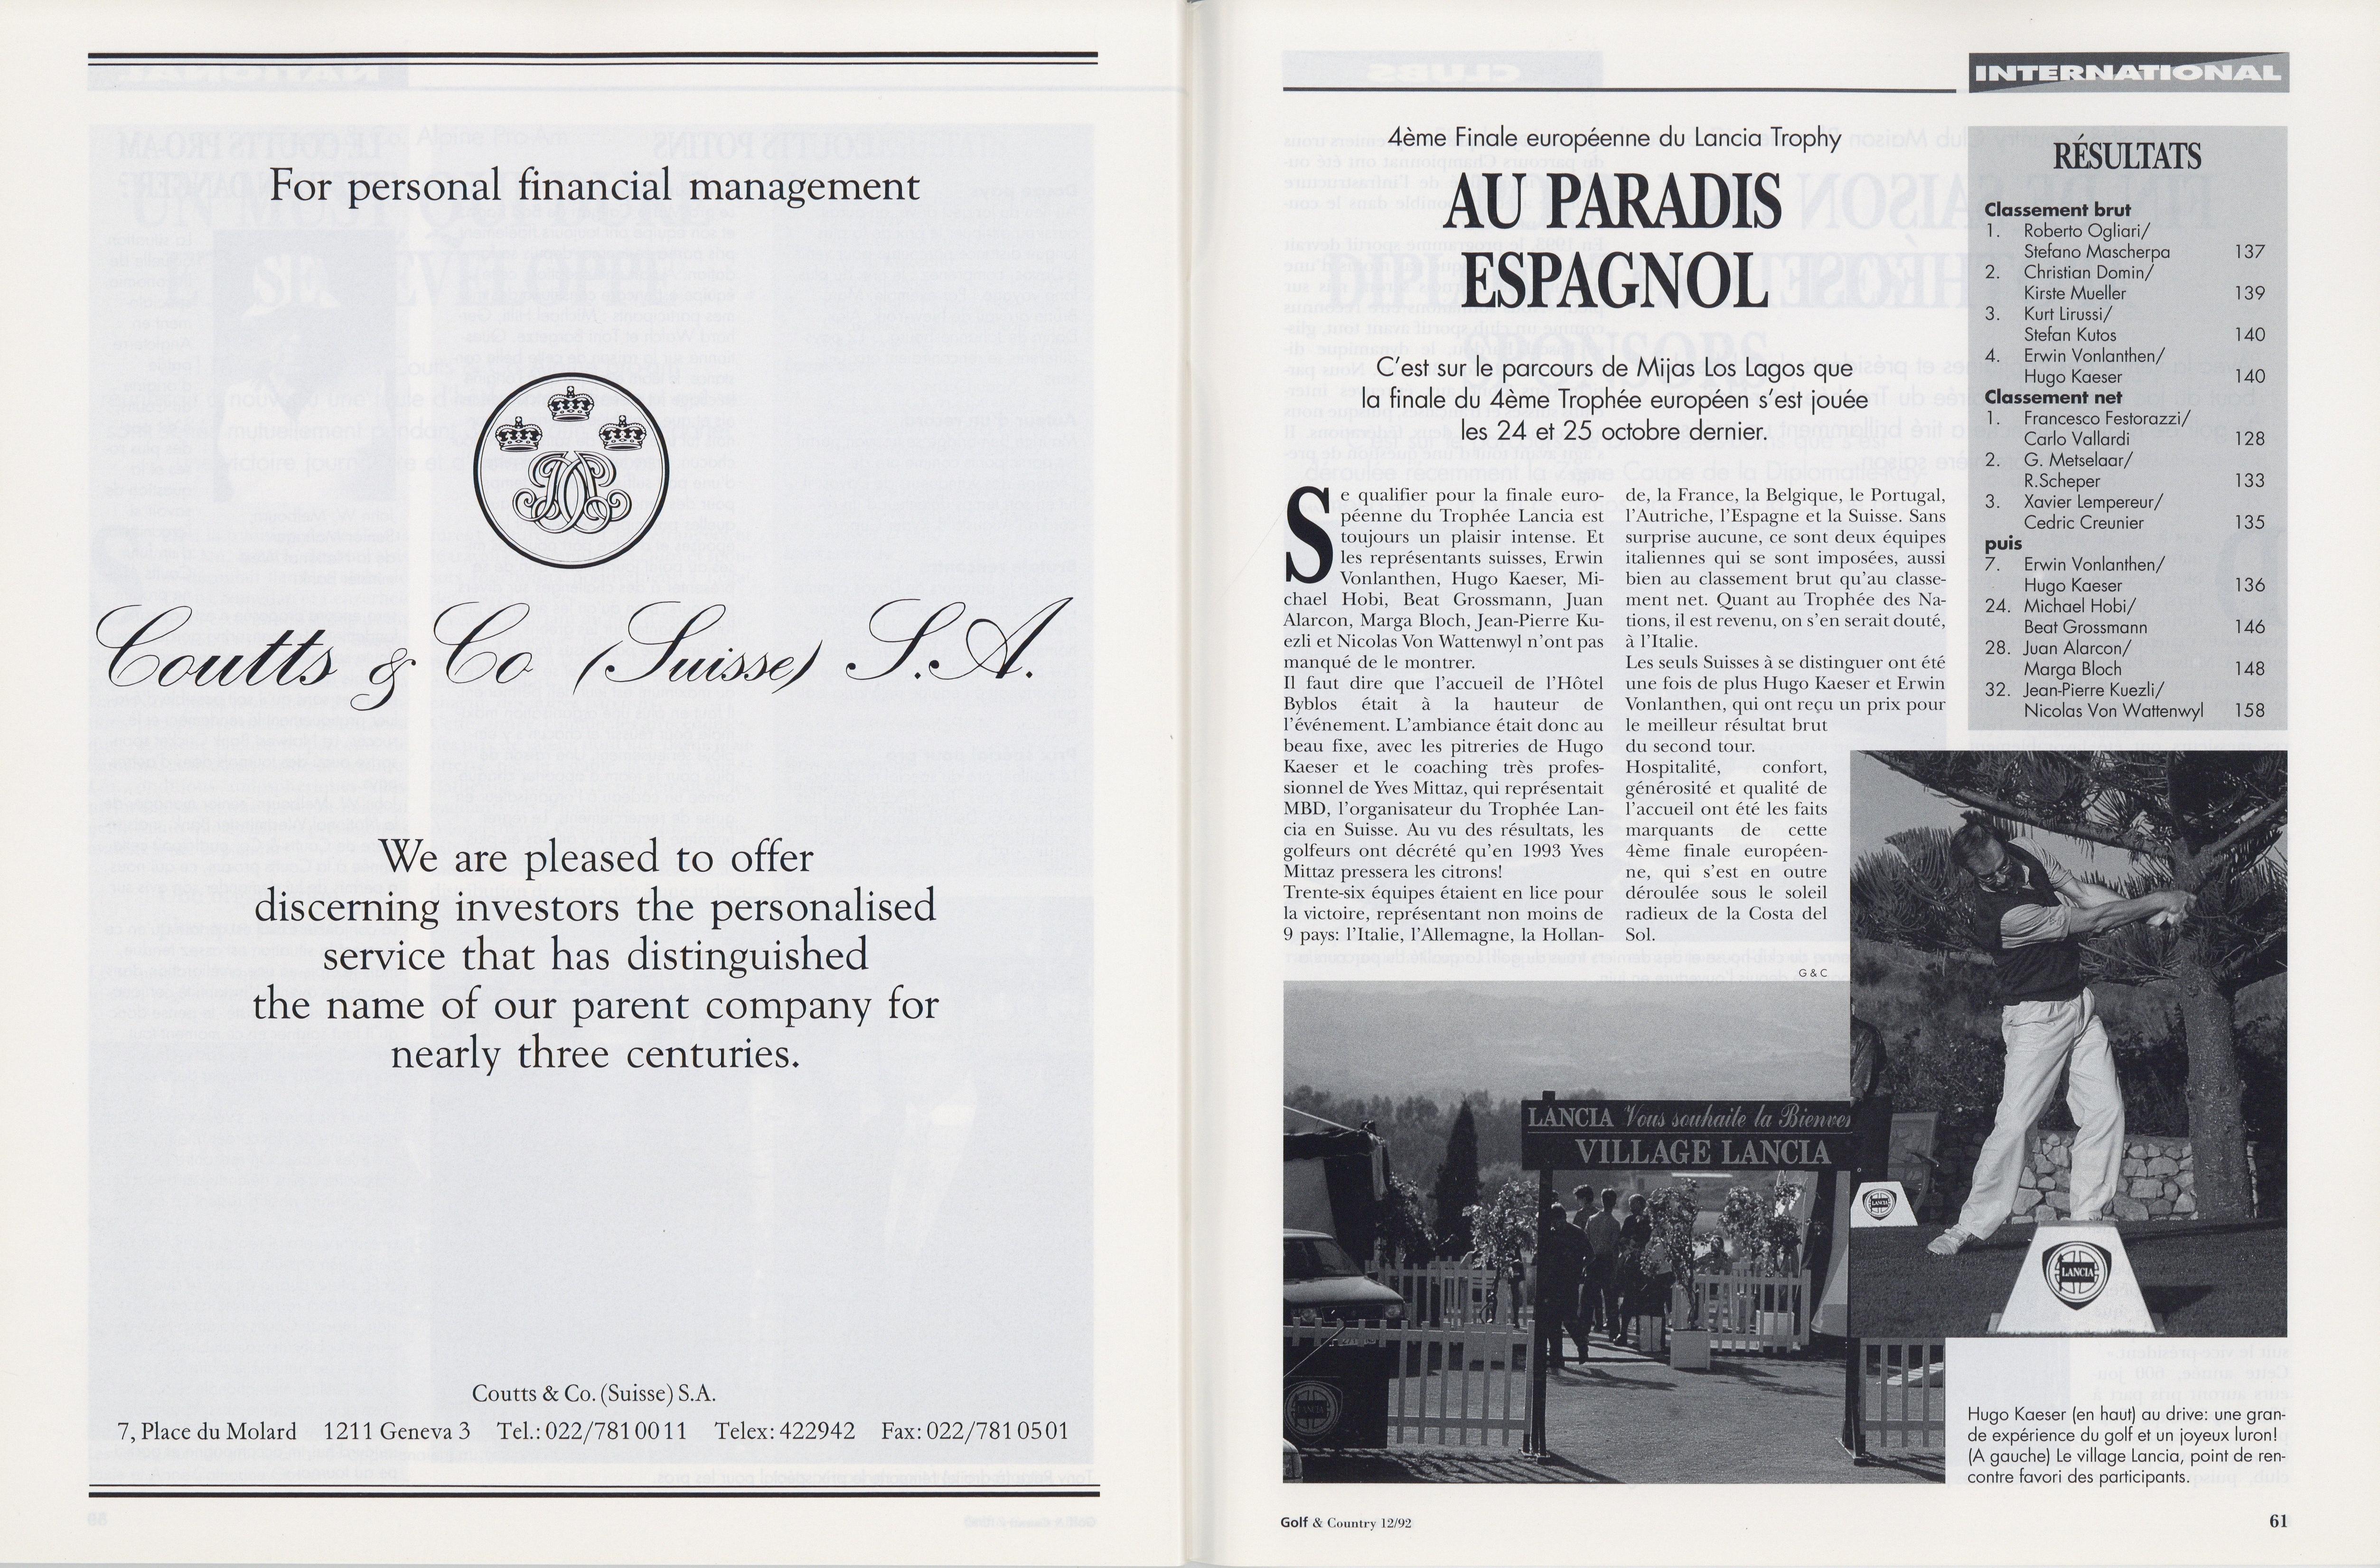 For personal financial management
Coutts & Co (Suisse) S.A.
We are pleased to offer
discerning investors the personalised
service that has distinguished
the name of our parent company for
nearly three centuries.
Coutts & Co. (Suisse) S.A.
7, Place du Molard 1211 Geneva 3 Tel.: 022/781 00 11 Telex: 422942 Fax: 022/781 05 01
INTERNATIONAL
4ème Finale européenne du Lancia Trophy
AU PARADIS
ESPAGNOL
C'est sur le parcours de Mijas Los Lagos que
la finale du 4ème Trophée européen s'est jouée
les 24 et 25 octobre dernier.
Se qualifier pour la finale euro-
péenne du Trophée Lancia est
toujours un plaisir intense. Et
les représentants suisses, Erwin
Vonlanthen, Hugo Kaeser, Mi-
chael Hobi, Beat Grossmann, Juan
Alarcon, Marga Bloch, Jean-Pierre Ku-
ezli et Nicolas Von Wattenwyl n'ont pas
manqué de le montrer.
Il faut dire que l'accueil de l'Hôtel
Byblos était à la hauteur de
l'événement. L'ambiance était donc au
beau fixe, avec les pitreries de Hugo
Kaeser et le coaching très profes-
sionnel de Yves Mittaz, qui représentait
MBD, l'organisateur du Trophée Lan-
cia en Suisse. Au vu des résultats, les
golfeurs ont décrété qu'en 1993 Yves
Mittaz pressera les citrons!
Trente-six équipes étaient en lice pour
la victoire, représentant non moins de
9 pays: l'Italie, l'Allemagne, la Hollan-
de, la France, la Belgique, le Portugal,
l'Autriche, l'Espagne et la Suisse. Sans
surprise aucune, ce sont deux équipes
italiennes qui se sont imposées, aussi
bien au classement brut qu'au classe-
ment net. Quant au Trophée des Na-
tions, il est revenu, on s'en serait douté,
à l'Italie.
Les seuls Suisses à se distinguer ont été
une fois de plus Hugo Kaeser et Erwin
Vonlanthen, qui ont reçu un prix pour
le meilleur résultat brut
du second tour.
Hospitalité, confort,
générosité et qualité de
l'accueil ont été les faits
marquants de cette
4ème finale européen-
ne, qui s'est en outre
déroulée sous le soleil
radieux de la Costa del
Sol.
G & C
RÉSULTATS
Classement brut
1. Roberto Ogliari/
Stefano Mascherpa 137
2. Christian Domin/
Kirste Mueller 139
3. Kurt Lirussi/
Stefan Kutos 140
4. Erwin Vonlanthen/
Hugo Kaeser 140
Classement net
1. Francesco Festorazzi/
Carlo Vallardi 128
2. G. Metselaar/
R.Scheper 133
3. Xavier Lempereur/
Cedric Creunier 135
puis
7. Erwin Vonlanthen/
Hugo Kaeser 136
24. Michael Hobi/
Beat Grossmann 146
28. Juan Alarcon/
Marga Bloch 148
32. Jean-Pierre Kuezli/
Nicolas Von Wattenwyl 158
LANCIA Vous souhaite la Bienve
VILLAGE LANCIA
LANCIA
LANCIA
LANCIA
Hugo Kaeser (en haut) au drive: une gran-
de expérience du golf et un joyeux luron!
(A gauche) Le village Lancia, point de ren-
contre favori des participants.
Golf & Country 12/92
61